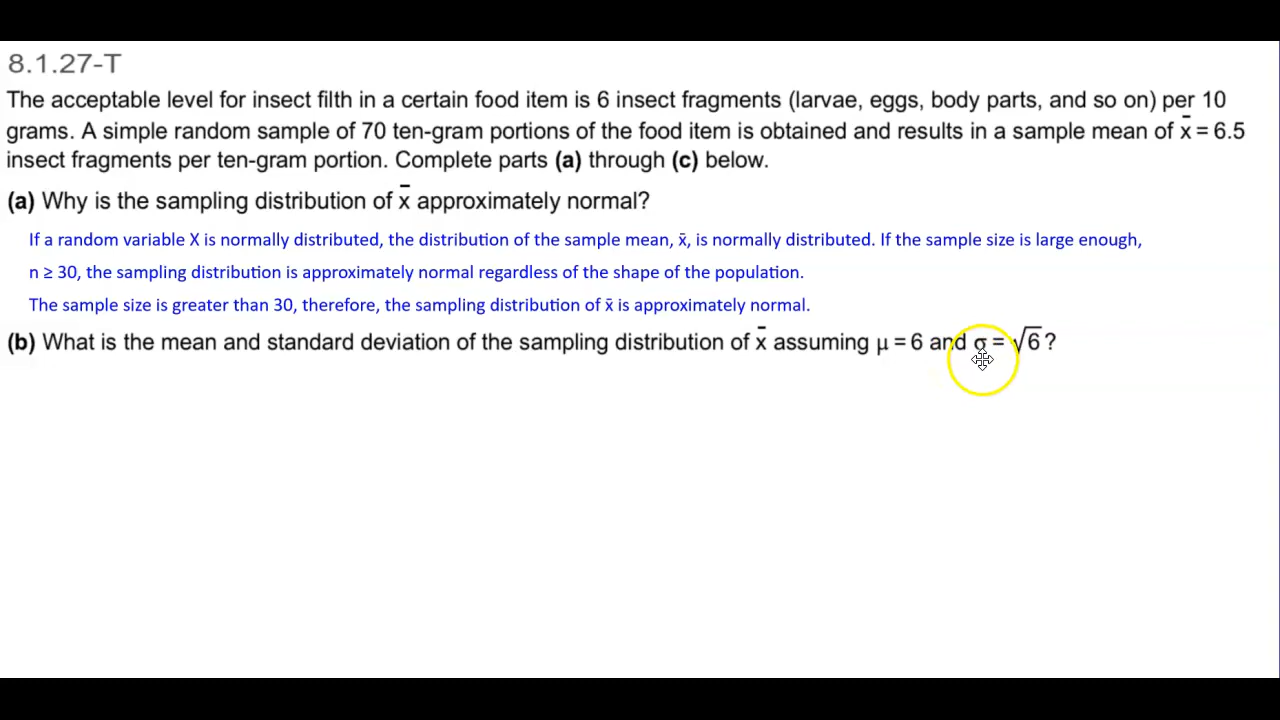 8.1.27-T
The acceptable level for insect filth in a certain food item is 6 insect fragments (larvae, eggs, body parts, and so on) per 10
grams. A simple random sample of 70 ten-gram portions of the food item is obtained and results in a sample mean of x̄ = 6.5
insect fragments per ten-gram portion. Complete parts (a) through (c) below.
(a) Why is the sampling distribution of x̄ approximately normal?
If a random variable X is normally distributed, the distribution of the sample mean, x̄, is normally distributed. If the sample size is large enough,
n ≥ 30, the sampling distribution is approximately normal regardless of the shape of the population.
The sample size is greater than 30, therefore, the sampling distribution of x̄ is approximately normal.
(b) What is the mean and standard deviation of the sampling distribution of x̄ assuming μ = 6 and σ = √6?